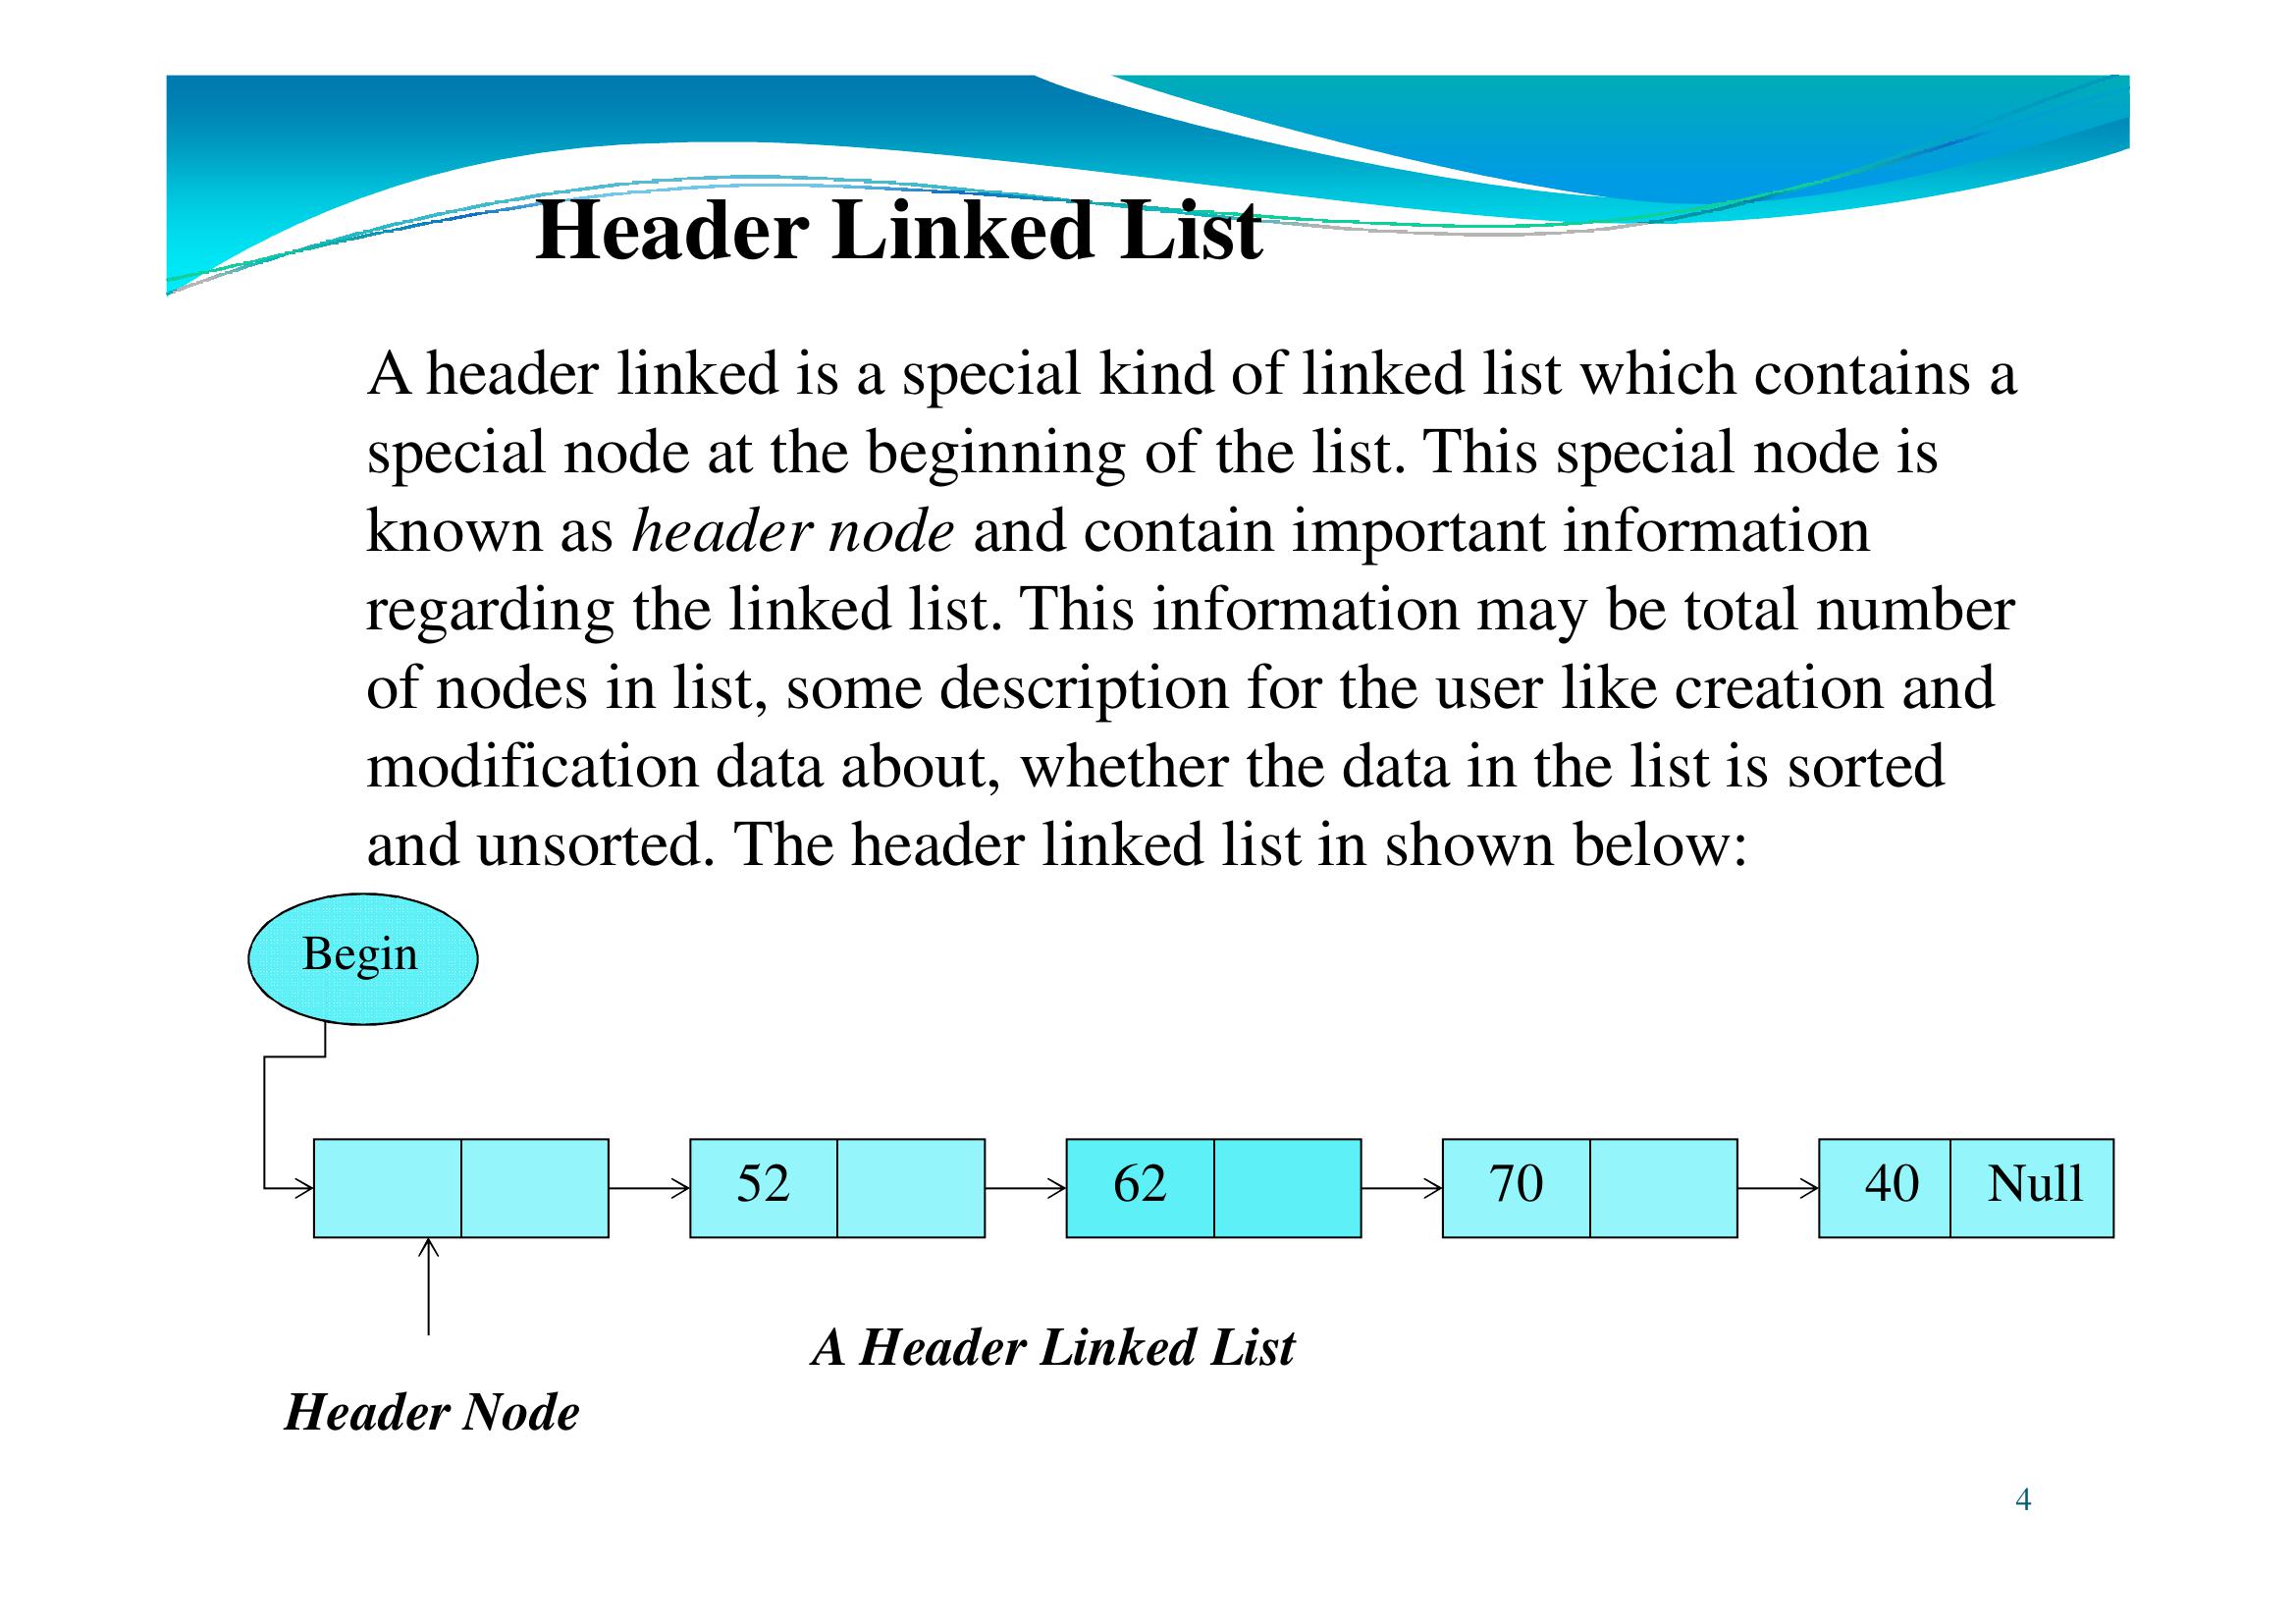 Header Linked List
A header linked is a special kind of linked list which contains a
special node at the beginning of the list. This special node is
known as header node and contain important information
regarding the linked list. This information may be total number
of nodes in list, some description for the user like creation and
modification data about, whether the data in the list is sorted
and unsorted. The header linked list in shown below:
Begin
52 62 70 40 Null
A Header Linked List
Header Node
4